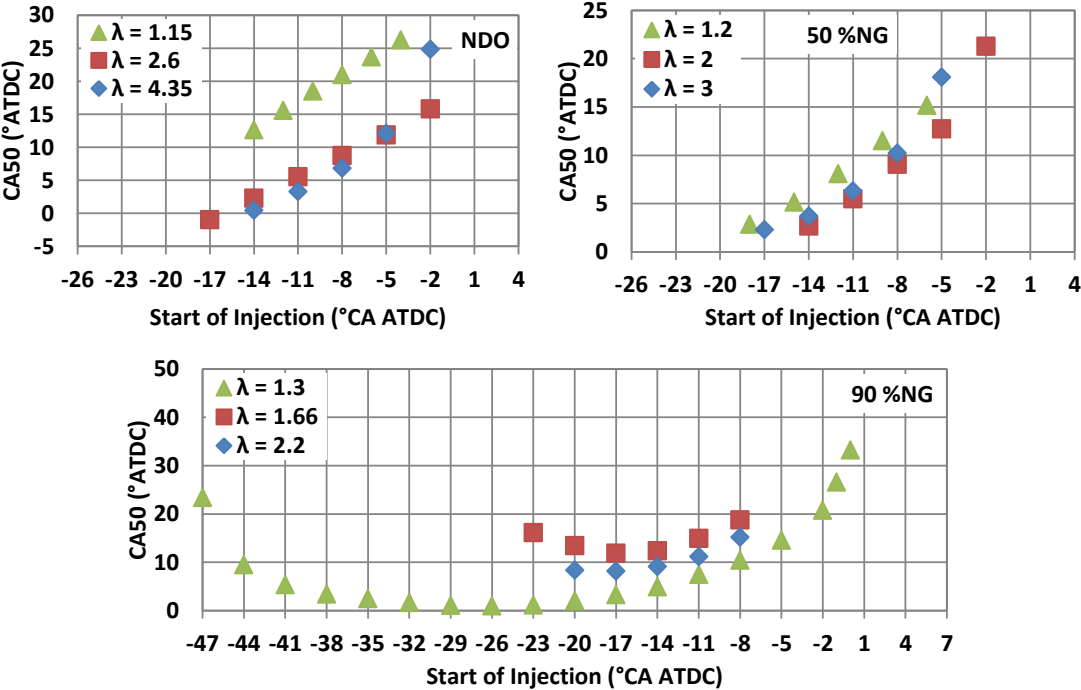 30
25
20
15
10
5
0
-5
CA50 (°ATDC)
λ = 1.15
λ = 2.6
λ = 4.35
NDO
-26 -23 -20 -17 -14 -11 -8 -5 -2 1 4
Start of Injection (°CA ATDC)
25
20
15
10
5
0
CA50 (°ATDC)
λ = 1.2
λ = 2
λ = 3
50 %NG
-26 -23 -20 -17 -14 -11 -8 -5 -2 1 4
Start of Injection (°CA ATDC)
50
40
30
20
10
0
CA50 (°ATDC)
λ = 1.3
λ = 1.66
λ = 2.2
90 %NG
-47 -44 -41 -38 -35 -32 -29 -26 -23 -20 -17 -14 -11 -8 -5 -2 1 4 7
Start of Injection (°CA ATDC)